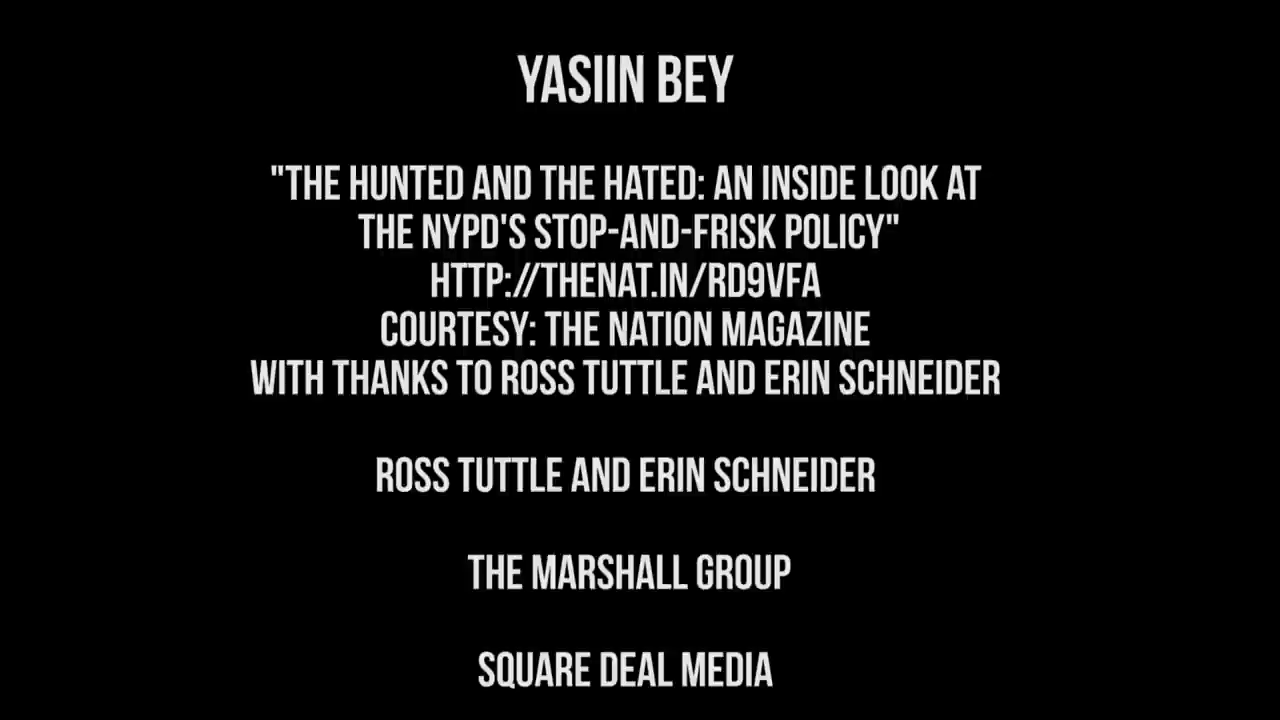 YASIIN BEY
"THE HUNTED AND THE HATED: AN INSIDE LOOK AT
THE NYPD'S STOP-AND-FRISK POLICY"
HTTP://THENAT.IN/RD9VFA
COURTESY: THE NATION MAGAZINE
WITH THANKS TO ROSS TUTTLE AND ERIN SCHNEIDER
ROSS TUTTLE AND ERIN SCHNEIDER
THE MARSHALL GROUP
SQUARE DEAL MEDIA